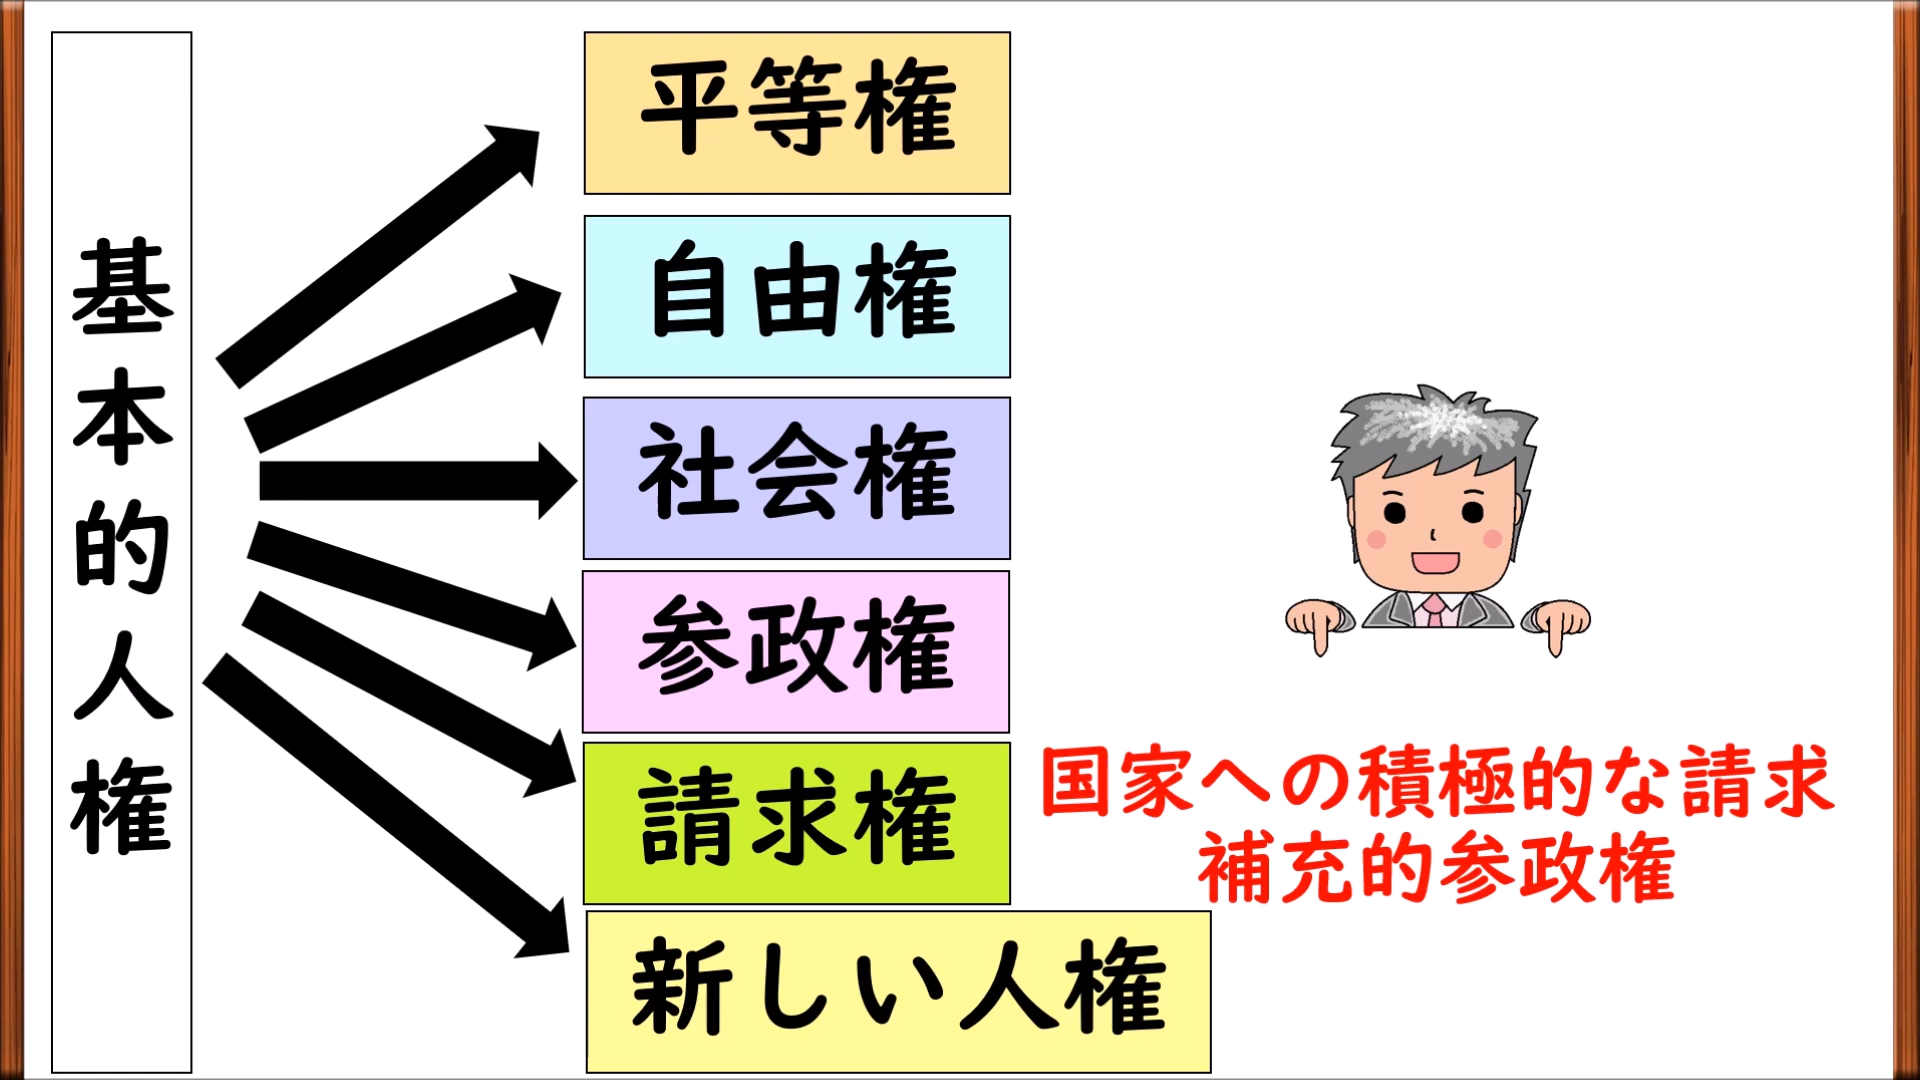 基本的人権
平等権
自由権
社会権
参政権
請求権
国家への積極的な請求
補充的参政権
新しい人権